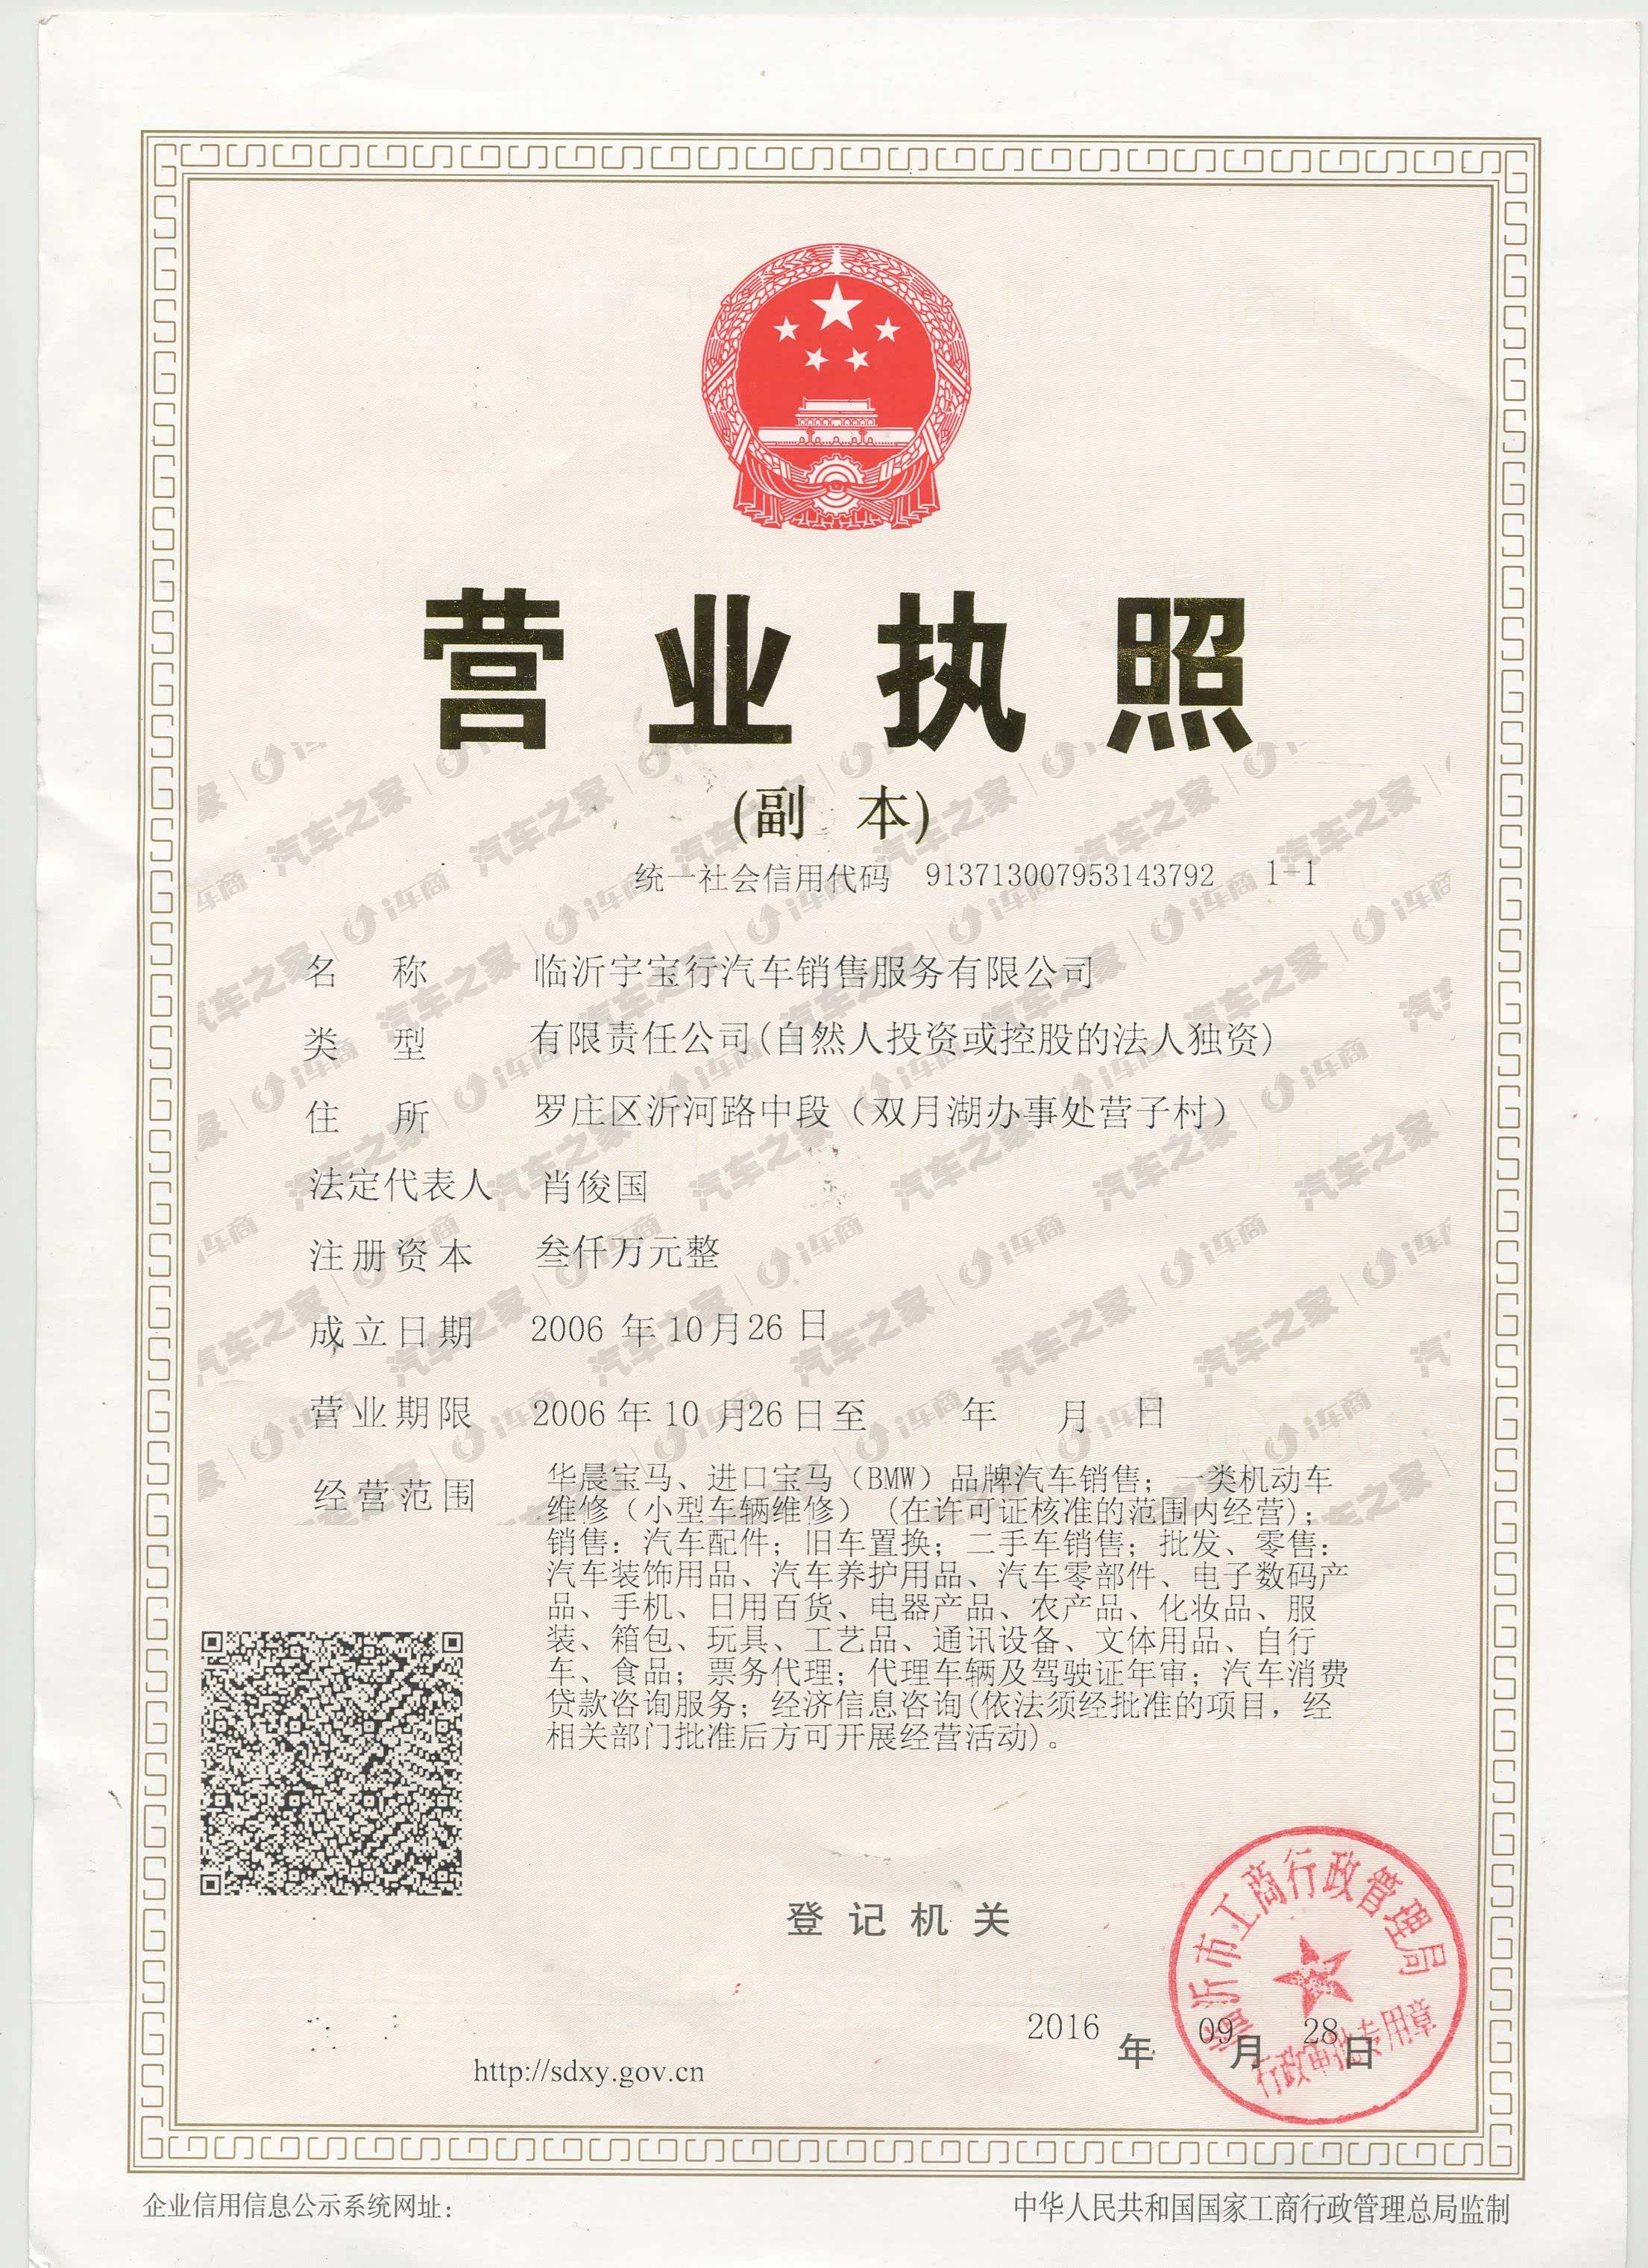 营业执照
(副 本)
统一社会信用代码 913713007953143792 1-1
名 称 临沂宇宝行汽车销售服务有限公司
类 型 有限责任公司(自然人投资或控股的法人独资)
住 所 罗庄区沂河路中段（双月湖办事处营子村）
法定代表人 肖俊国
注册资本 叁仟万元整
成立日期 2006 年 10月26 日
营业期限 2006 年 10 月26 日至 年 月 日
经营范围 华晨宝马、进口宝马（BMW）品牌汽车销售；一类机动车
维修（小型车辆维修）（在许可证核准的范围内经营）；
销售：汽车配件；旧车置换；二手车销售；批发、零售：
汽车装饰用品、汽车养护用品、汽车零部件、电子数码产
品、手机、日用百货、电器产品、农产品、化妆品、服
装、箱包、玩具、工艺品、通讯设备、文体用品、自行
车、食品；票务代理；代理车辆及驾驶证年审；汽车消费
贷款咨询服务；经济信息咨询(依法须经批准的项目，经
相关部门批准后方可开展经营活动)。
登记机关
临沂市工商行政管理局
行政审批专用章
2016 年 09 月 28 日
http://sdxy.gov.cn
企业信用信息公示系统网址：
中华人民共和国国家工商行政管理总局监制
汽车之家 | i车商